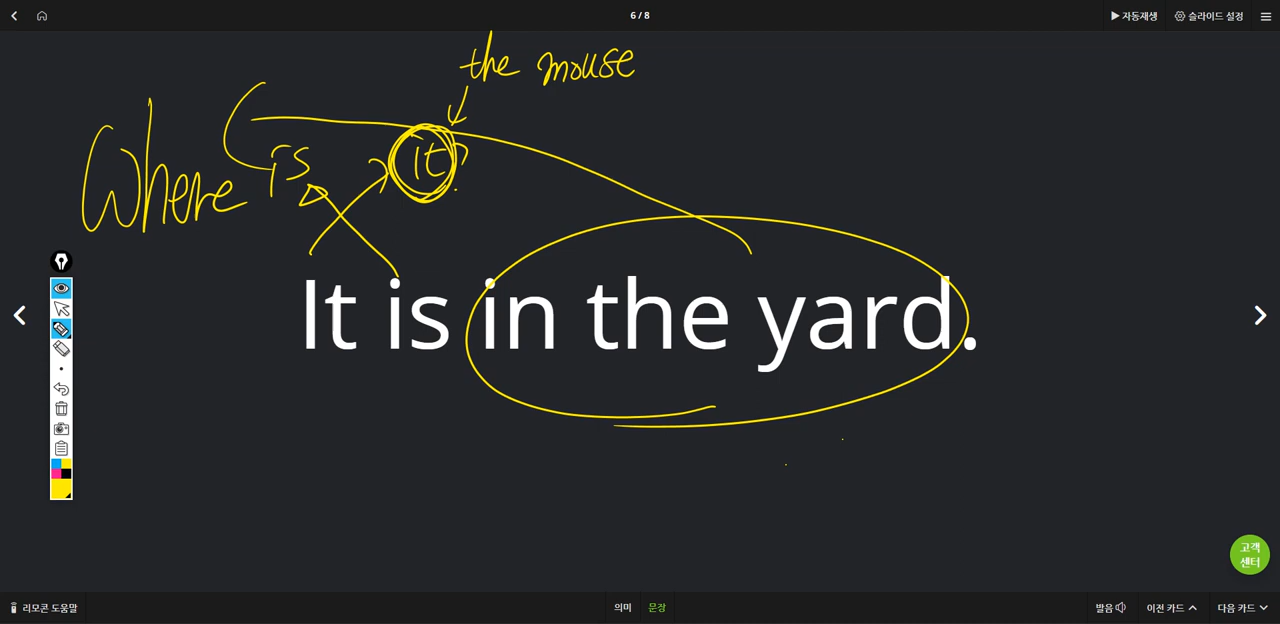 6 / 8
자동재생
슬라이드 설정
the mouse
Where is It?
It is in the yard.
고객
센터
리모콘 도움말
의미
문장
발음
이전 카드
다음 카드